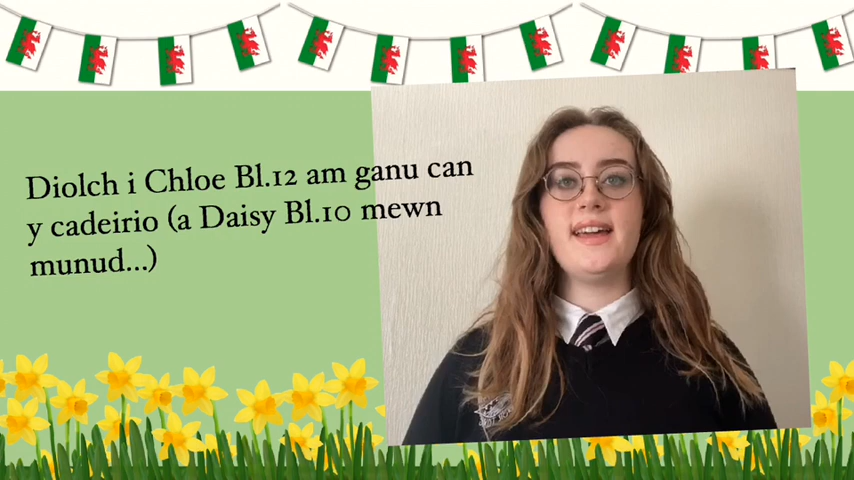 Diolch i Chloe Bl.12 am ganu can
y cadeirio (a Daisy Bl.10 mewn
munud...)